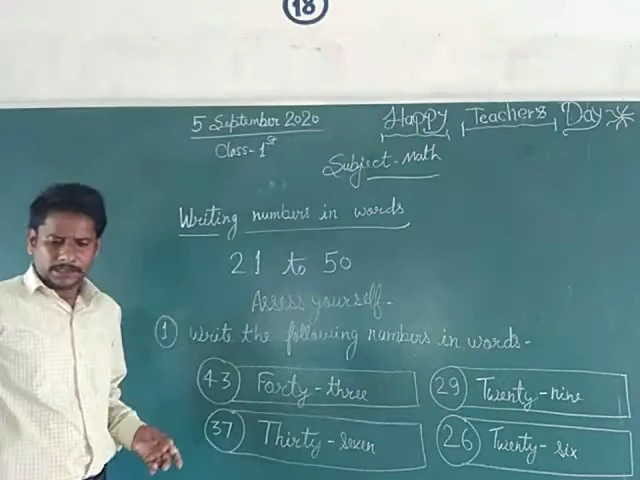 18
5 September 2020
Happy Teachers Day
Class-1st
Subject-Math
Writing numbers in words
21 to 50
Assess yourself-
1 Write the following numbers in words-
43 Forty-three
29 Twenty-nine
37 Thirty-seven
26 Twenty-six